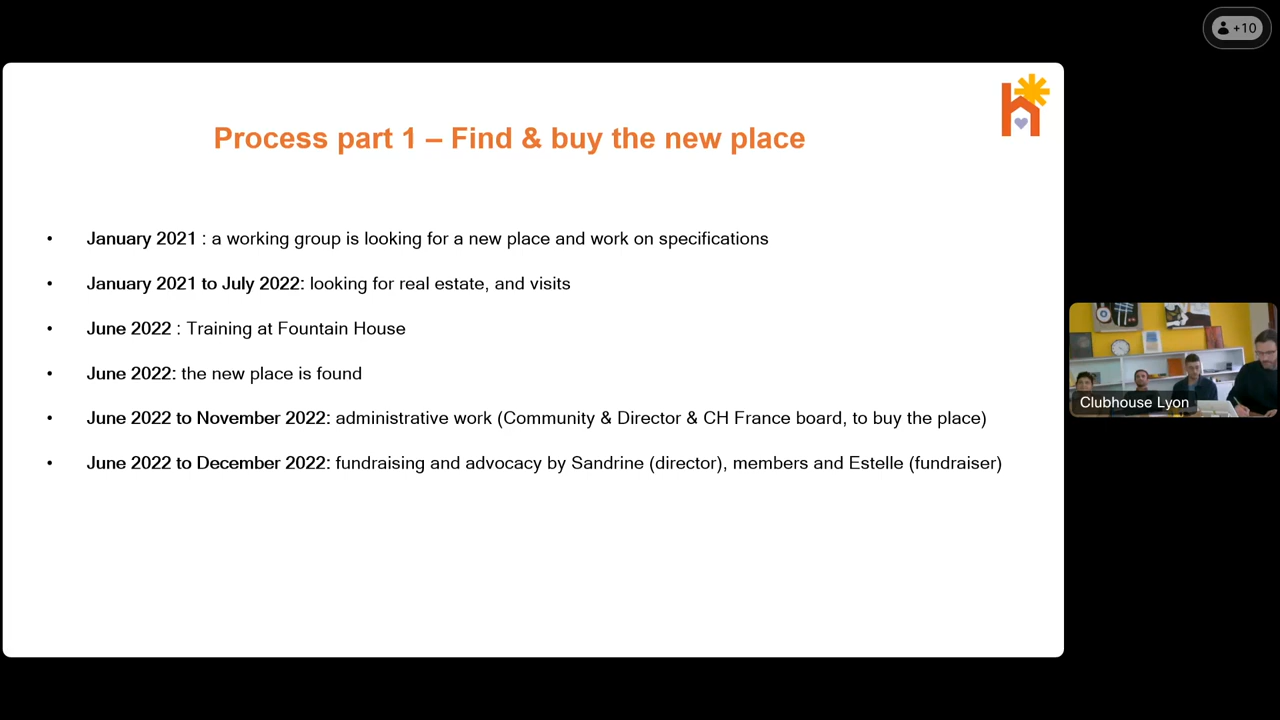 +10
Process part 1 – Find & buy the new place
• January 2021 : a working group is looking for a new place and work on specifications
• January 2021 to July 2022: looking for real estate, and visits
• June 2022 : Training at Fountain House
• June 2022: the new place is found
• June 2022 to November 2022: administrative work (Community & Director & CH France board, to buy the place)
• June 2022 to December 2022: fundraising and advocacy by Sandrine (director), members and Estelle (fundraiser)
Clubhouse Lyon